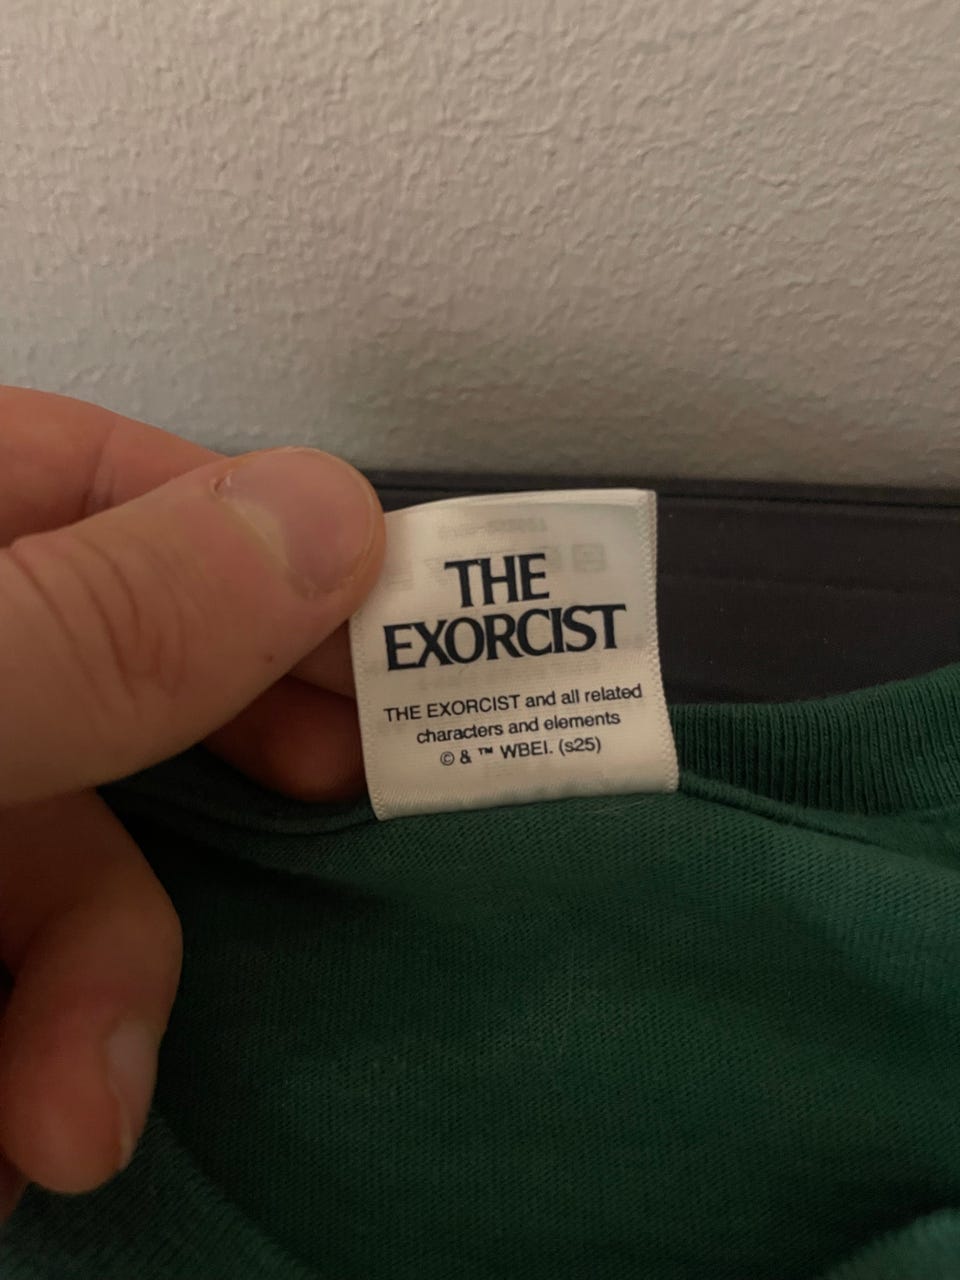 THE
EXORCIST
THE EXORCIST and all related
characters and elements
© & ™ WBEI. (s25)